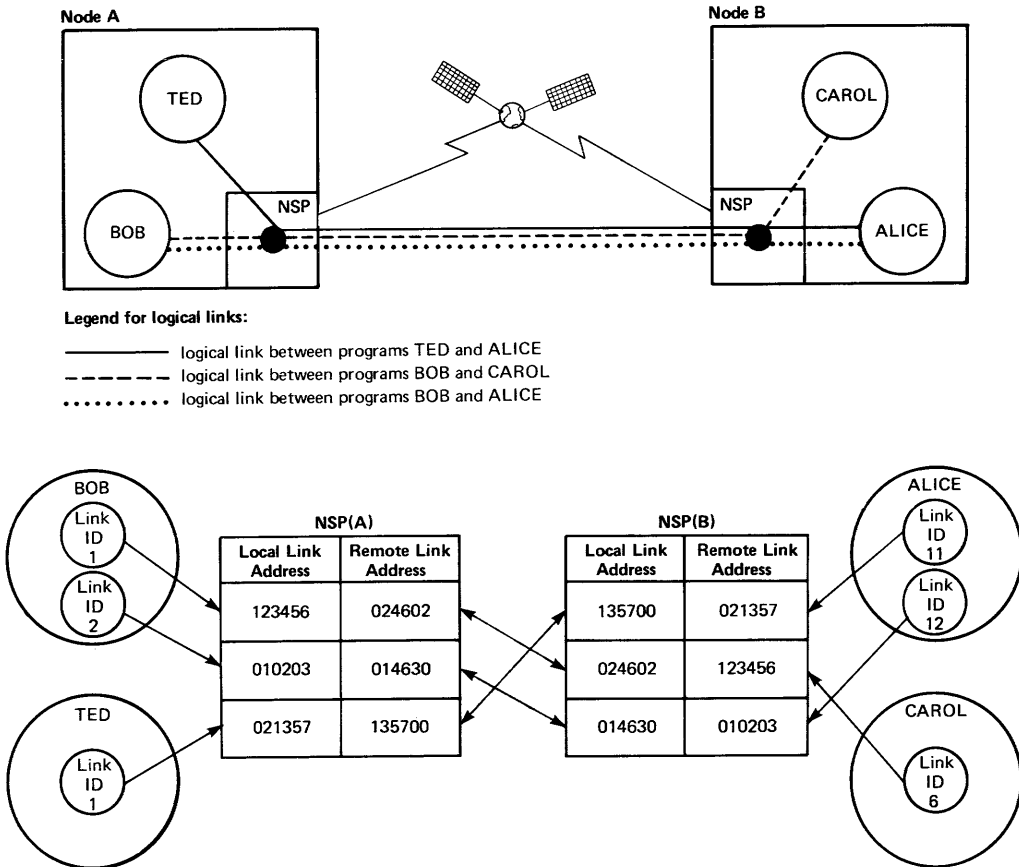 Node A
Node B
TED
CAROL
NSP
NSP
BOB
ALICE
Legend for logical links:
logical link between programs TED and ALICE
logical link between programs BOB and CAROL
logical link between programs BOB and ALICE
BOB
Link
ID
1
Link
ID
2
TED
Link
ID
1
NSP(A)
Local Link
Address
Remote Link
Address
123456 024602
010203 014630
021357 135700
NSP(B)
Local Link
Address
Remote Link
Address
135700 021357
024602 123456
014630 010203
ALICE
Link
ID
11
Link
ID
12
CAROL
Link
ID
6